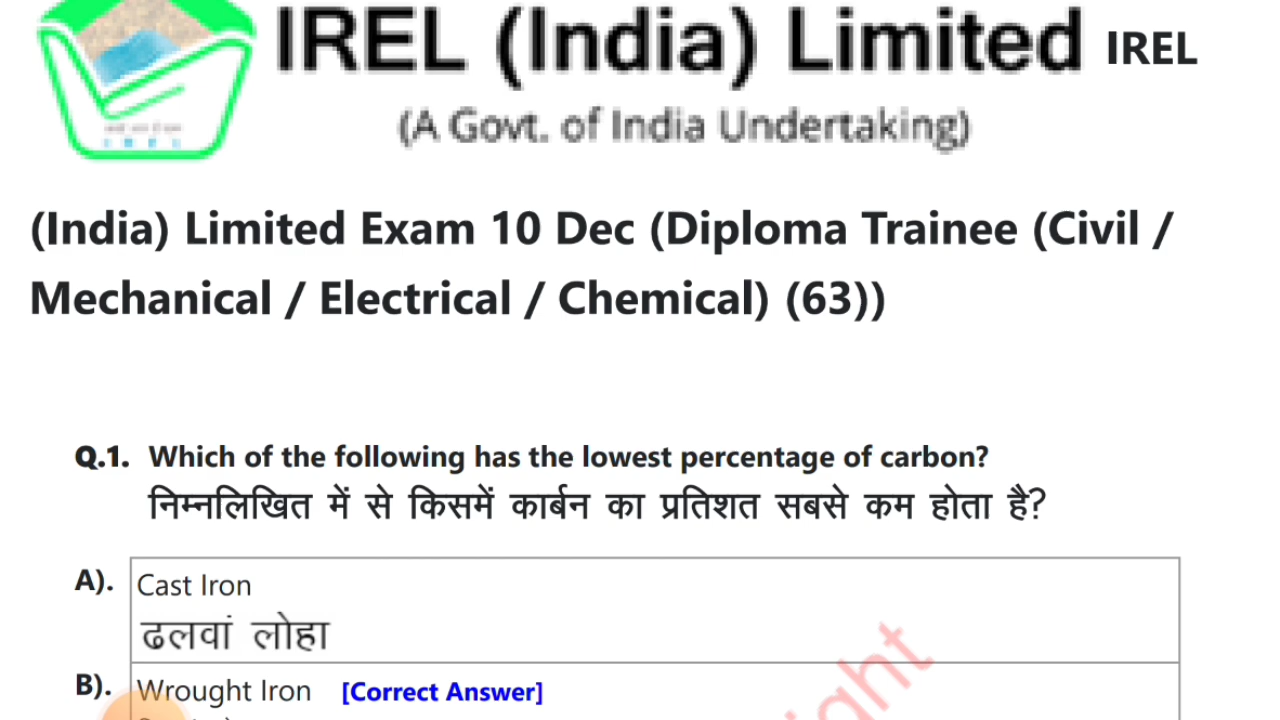 IREL (India) Limited IREL
(A Govt. of India Undertaking)
(India) Limited Exam 10 Dec (Diploma Trainee (Civil /
Mechanical / Electrical / Chemical) (63))
Q.1. Which of the following has the lowest percentage of carbon?
निम्नलिखित में से किसमें कार्बन का प्रतिशत सबसे कम होता है?
A). Cast Iron
ढलवां लोहा
B). Wrought Iron [Correct Answer]